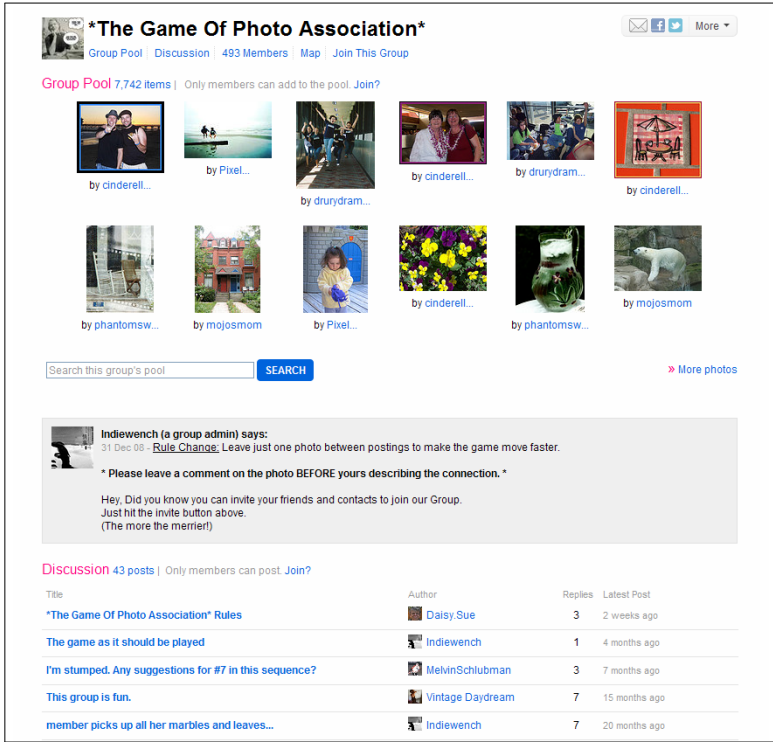 *The Game Of Photo Association*
More
Group Pool Discussion 493 Members Map Join This Group
Group Pool 7,742 items | Only members can add to the pool. Join?
by cinderell...
by Pixel...
by drurydram...
by cinderell...
by drurydram...
by cinderell...
by phantomsw...
by mojosmom
by Pixel...
by cinderell...
by phantomsw...
by mojosmom
Search this group's pool SEARCH
» More photos
Indiewench (a group admin) says:
31 Dec 08 - Rule Change: Leave just one photo between postings to make the game move faster.
* Please leave a comment on the photo BEFORE yours describing the connection. *
Hey, Did you know you can invite your friends and contacts to join our Group.
Just hit the invite button above.
(The more the merrier!)
Discussion 43 posts | Only members can post. Join?
Title Author Replies Latest Post
*The Game Of Photo Association* Rules Daisy.Sue 3 2 weeks ago
The game as it should be played Indiewench 1 4 months ago
I'm stumped. Any suggestions for #7 in this sequence? MelvinSchlubman 3 7 months ago
This group is fun. Vintage Daydream 7 15 months ago
member picks up all her marbles and leaves... Indiewench 7 20 months ago